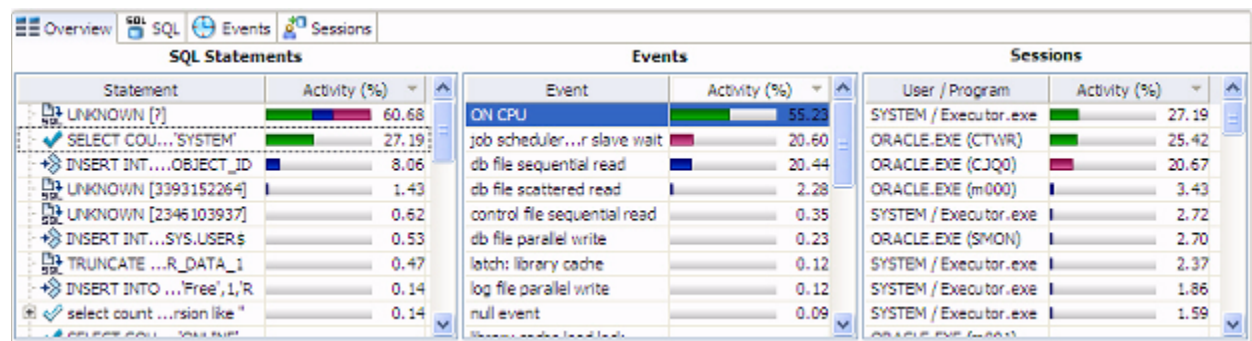 Overview SQL Events Sessions
SQL Statements Events Sessions
Statement Activity (%) Event Activity (%) User / Program Activity (%)
UNKNOWN [?] 60.68 ON CPU 55.23 SYSTEM / Executor.exe 27.19
SELECT COU...'SYSTEM' 27.19 job scheduler...r slave wait 20.60 ORACLE.EXE (CTWR) 25.42
INSERT INT....OBJECT_ID 8.06 db file sequential read 20.44 ORACLE.EXE (CJQ0) 20.67
UNKNOWN [3393152264] 1.43 db file scattered read 2.28 ORACLE.EXE (m000) 3.43
UNKNOWN [2346103937] 0.62 control file sequential read 0.35 SYSTEM / Executor.exe 2.72
INSERT INT...SYS.USER$ 0.53 db file parallel write 0.23 ORACLE.EXE (SMON) 2.70
TRUNCATE ...R_DATA_1 0.47 latch: library cache 0.12 SYSTEM / Executor.exe 2.37
INSERT INTO ...'Free',1,'R 0.14 log file parallel write 0.12 SYSTEM / Executor.exe 1.86
select count ...rsion like " 0.14 null event 0.09 SYSTEM / Executor.exe 1.59